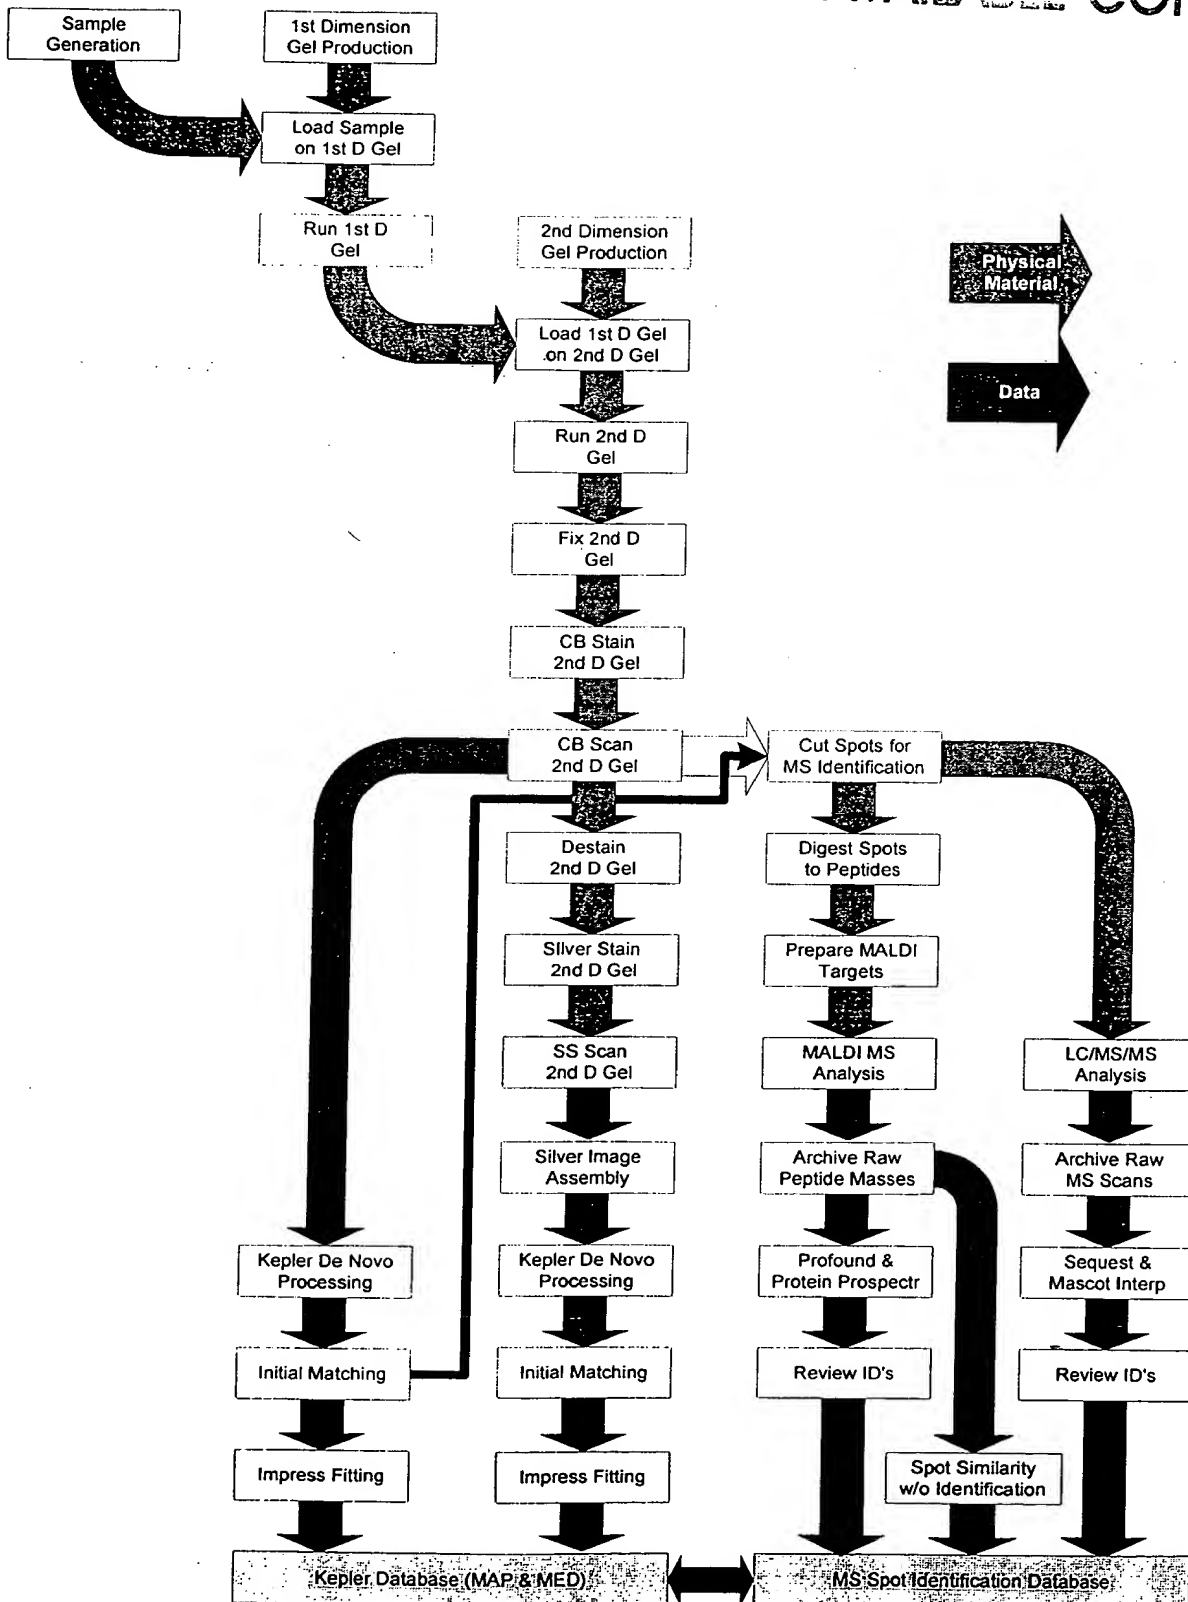 Sample
Generation
1st Dimension
Gel Production
Load Sample
on 1st D Gel
Run 1st D
Gel
2nd Dimension
Gel Production
Physical
Material
Load 1st D Gel
on 2nd D Gel
Data
Run 2nd D
Gel
Fix 2nd D
Gel
CB Stain
2nd D Gel
CB Scan
2nd D Gel
Cut Spots for
MS Identification
Destain
2nd D Gel
Digest Spots
to Peptides
SIlver Stain
2nd D Gel
Prepare MALDI
Targets
SS Scan
2nd D Gel
MALDI MS
Analysis
LC/MS/MS
Analysis
Silver Image
Assembly
Archive Raw
Peptide Masses
Archive Raw
MS Scans
Kepler De Novo
Processing
Kepler De Novo
Processing
Profound &
Protein Prospectr
Sequest &
Mascot Interp
Initial Matching
Initial Matching
Review ID's
Review ID's
Impress Fitting
Impress Fitting
Spot Similarity
w/o Identification
Kepler Database (MAP & MED)
MS Spot Identification Database